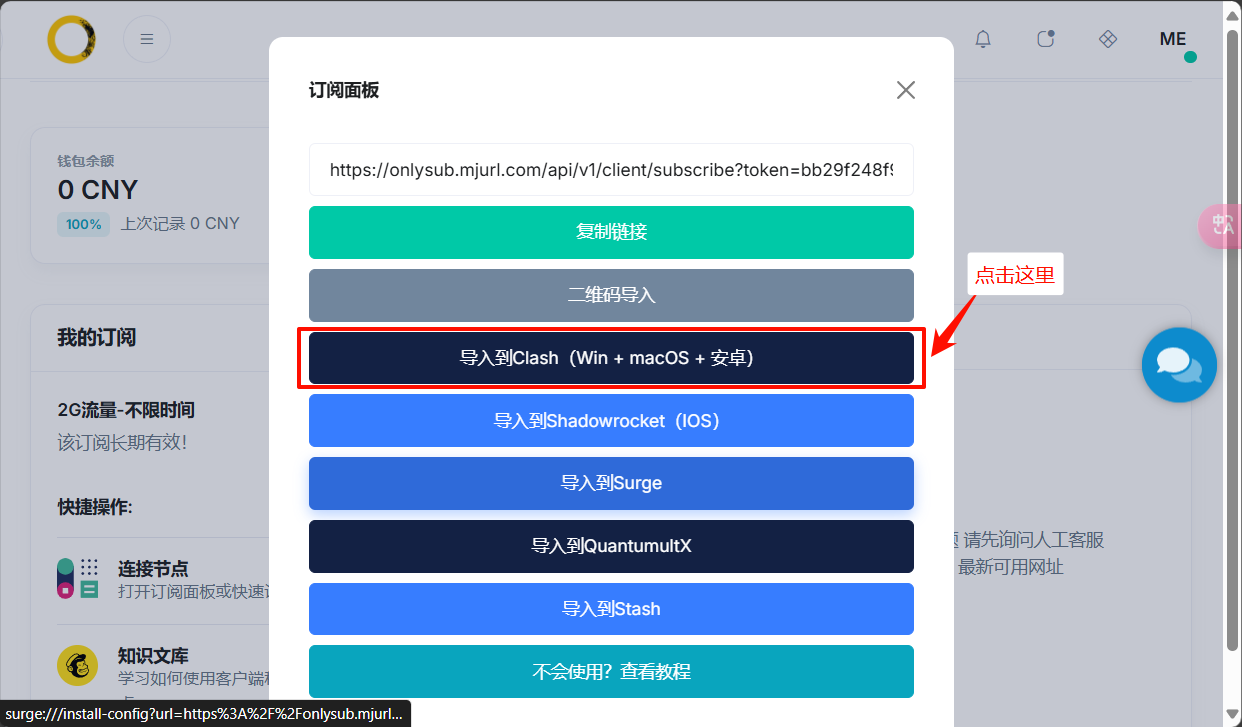 ME
订阅面板
https://onlysub.mjurl.com/api/v1/client/subscribe?token=bb29f248f9
钱包余额
0 CNY
100% 上次记录 0 CNY
复制链接
二维码导入
点击这里
导入到Clash（Win + macOS + 安卓）
我的订阅
2G流量-不限时间
该订阅长期有效！
导入到Shadowrocket（IOS）
导入到Surge
快捷操作:
导入到QuantumultX
请先询问人工客服
最新可用网址
连接节点
打开订阅面板或快速
导入到Stash
知识文库
学习如何使用客户端
不会使用？查看教程
surge:///install-config?url=https%3A%2F%2Fonlysub.mjurl...